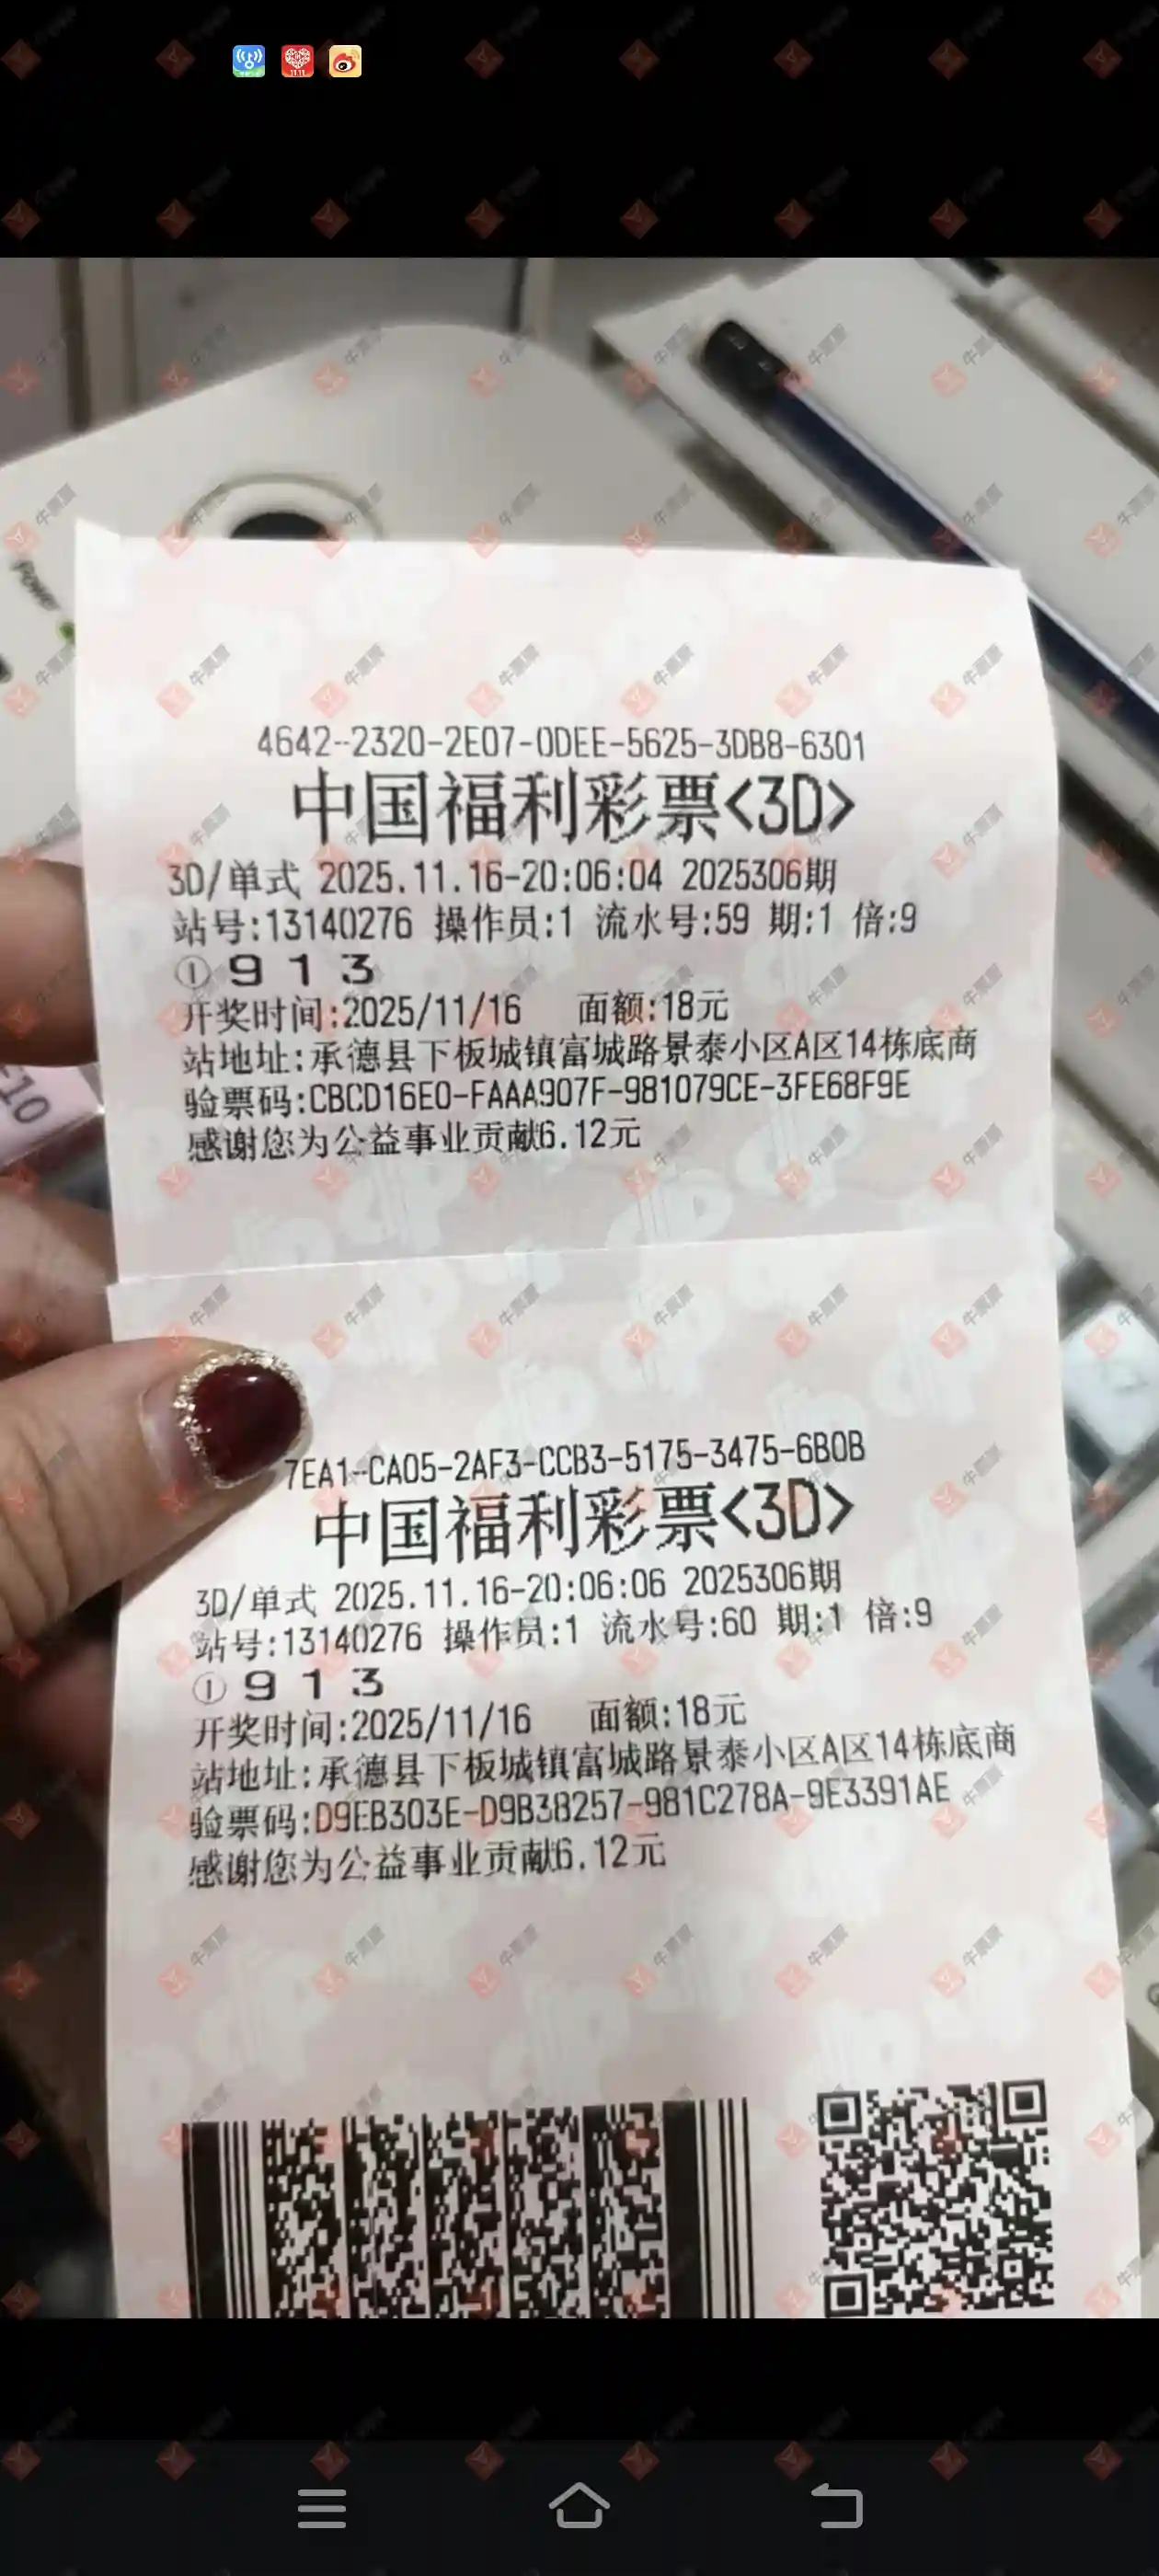 Power
4642-2320-2E07-0DEE-5625-3DB8-6301
中国福利彩票<3D>
3D/单式 2025.11.16-20:06:04 2025306期
站号:13140276 操作员:1 流水号:59 期:1 倍:9
① 9 1 3
开奖时间:2025/11/16 面额:18元
站地址:承德县下板城镇富城路景泰小区A区14栋底商
验票码:CBCD16E0-FAAA907F-981079CE-3FE68F9E
感谢您为公益事业贡献6.12元
7EA1-CA05-2AF3-CCB3-5175-3475-6B0B
中国福利彩票<3D>
3D/单式 2025.11.16-20:06:06 2025306期
站号:13140276 操作员:1 流水号:60 期:1 倍:9
① 9 1 3
开奖时间:2025/11/16 面额:18元
站地址:承德县下板城镇富城路景泰小区A区14栋底商
验票码:D9EB303E-D9B38257-981C278A-9E3391AE
感谢您为公益事业贡献6.12元